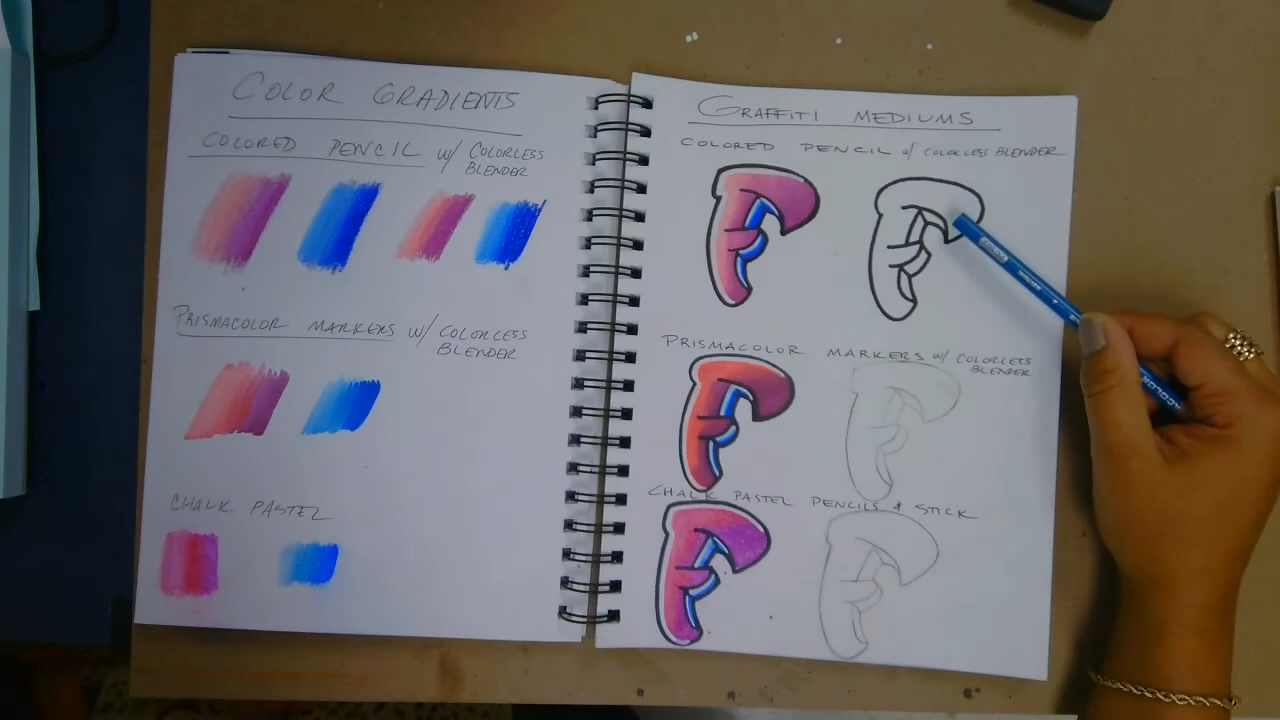 COLOR GRADIENTS
COLORED PENCIL W/ COLORLESS
BLENDER
PRISMACOLOR MARKERS W/ COLORLESS
BLENDER
CHALK PASTEL
GRAFFITI MEDIUMS
COLORED PENCIL W/ COLORLESS BLENDER
F
PRISMACOLOR MARKERS W/ COLORLESS
BLENDER
F
CHALK PASTEL PENCILS & STICK
F